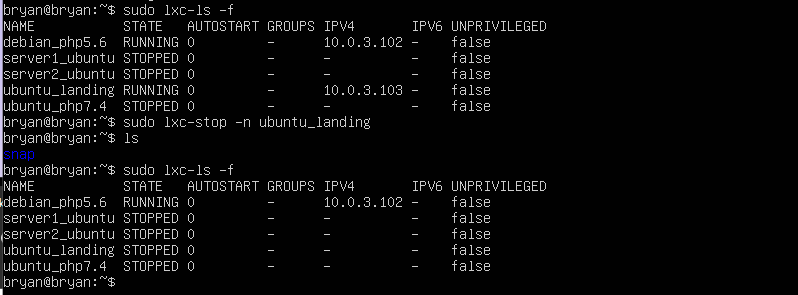 bryan@bryan:~$ sudo lxc-ls -f
NAME STATE AUTOSTART GROUPS IPV4 IPV6 UNPRIVILEGED
debian_php5.6 RUNNING 0 - 10.0.3.102 - false
server1_ubuntu STOPPED 0 - - - false
server2_ubuntu STOPPED 0 - - - false
ubuntu_landing RUNNING 0 - 10.0.3.103 - false
ubuntu_php7.4 STOPPED 0 - - - false
bryan@bryan:~$ sudo lxc-stop -n ubuntu_landing
bryan@bryan:~$ ls
snap
bryan@bryan:~$ sudo lxc-ls -f
NAME STATE AUTOSTART GROUPS IPV4 IPV6 UNPRIVILEGED
debian_php5.6 RUNNING 0 - 10.0.3.102 - false
server1_ubuntu STOPPED 0 - - - false
server2_ubuntu STOPPED 0 - - - false
ubuntu_landing STOPPED 0 - - - false
ubuntu_php7.4 STOPPED 0 - - - false
bryan@bryan:~$